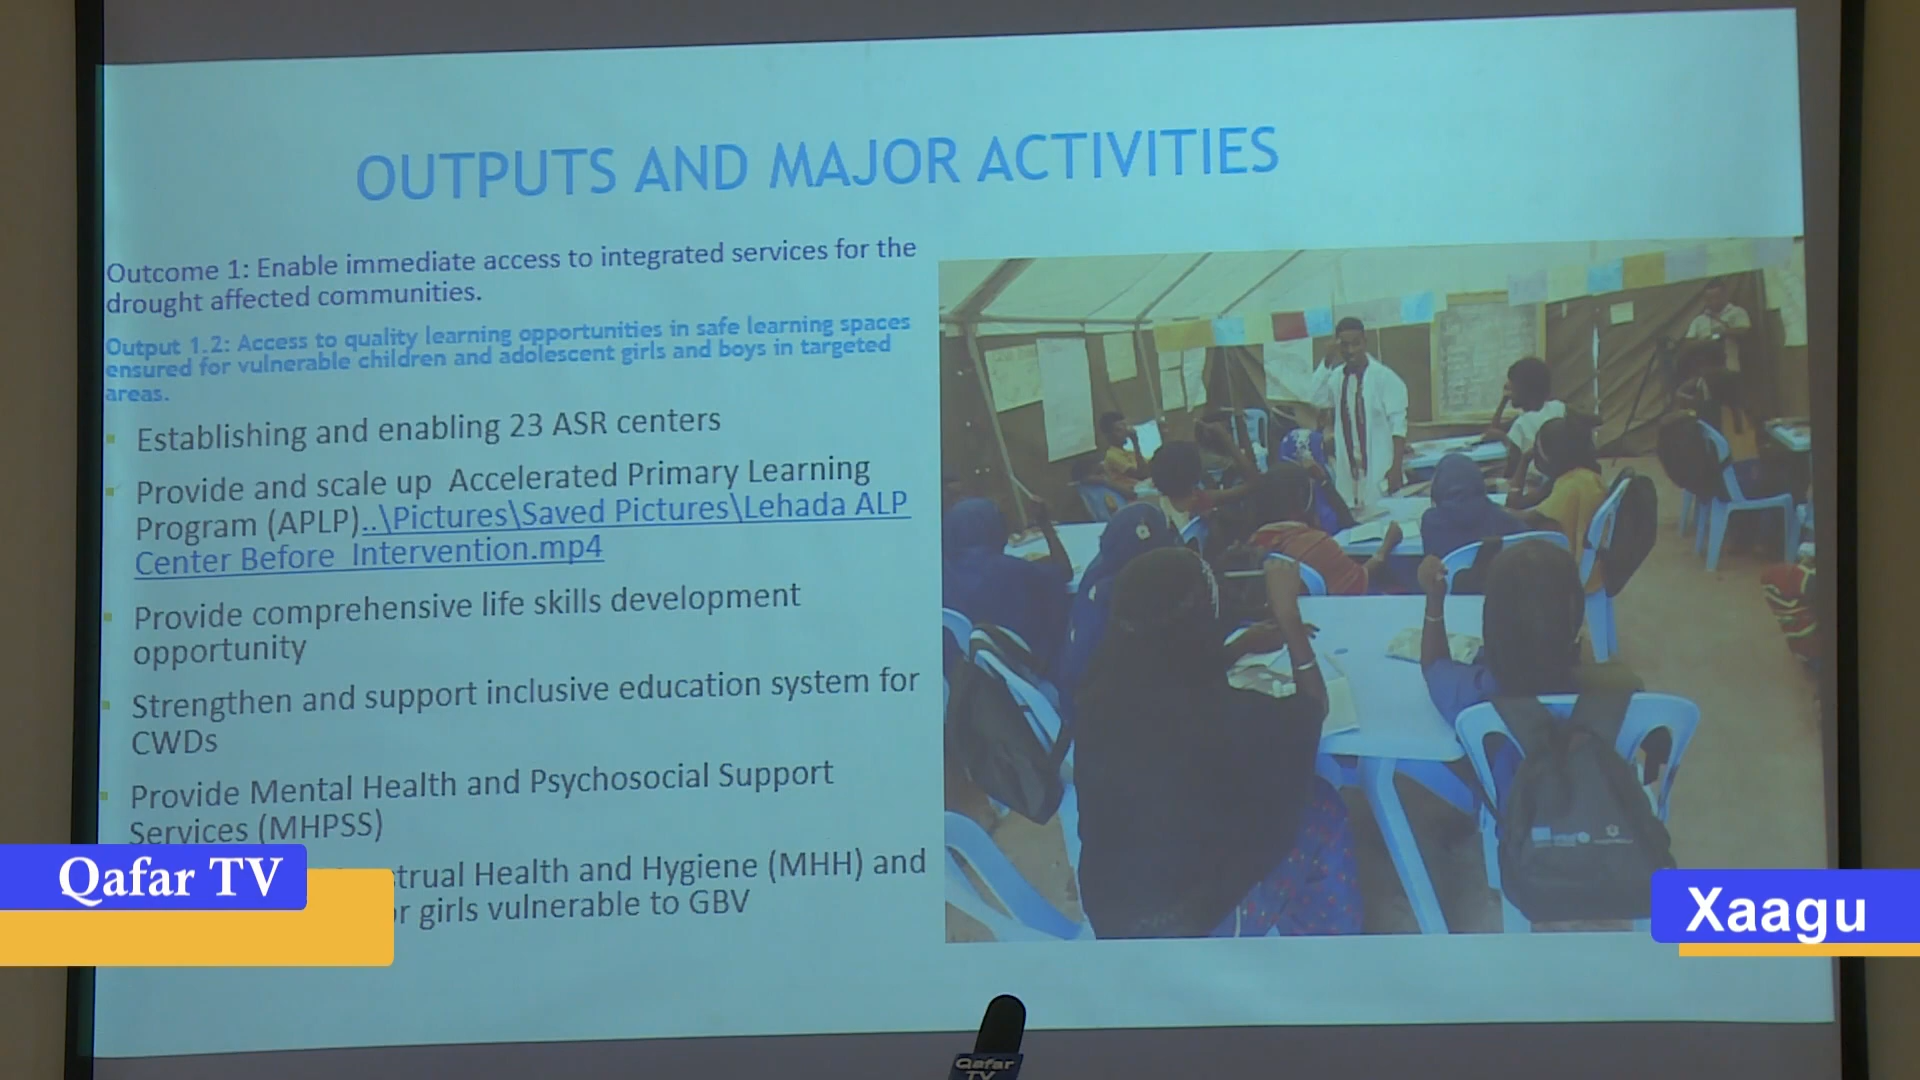 OUTPUTS AND MAJOR ACTIVITIES
Outcome 1: Enable immediate access to integrated services for the
drought affected communities.
Output 1.2: Access to quality learning opportunities in safe learning spaces
ensured for vulnerable children and adolescent girls and boys in targeted
areas.
Establishing and enabling 23 ASR centers
Provide and scale up Accelerated Primary Learning
Program (APLP)..\Pictures\Saved Pictures\Lehada ALP
Center Before Intervention.mp4
Provide comprehensive life skills development
opportunity
Strengthen and support inclusive education system for
CWDs
Provide Mental Health and Psychosocial Support
Services (MHPSS)
Health and Hygiene (MHH) and
girls vulnerable to GBV
Qafar TV
Xaagu
Qafar
TV